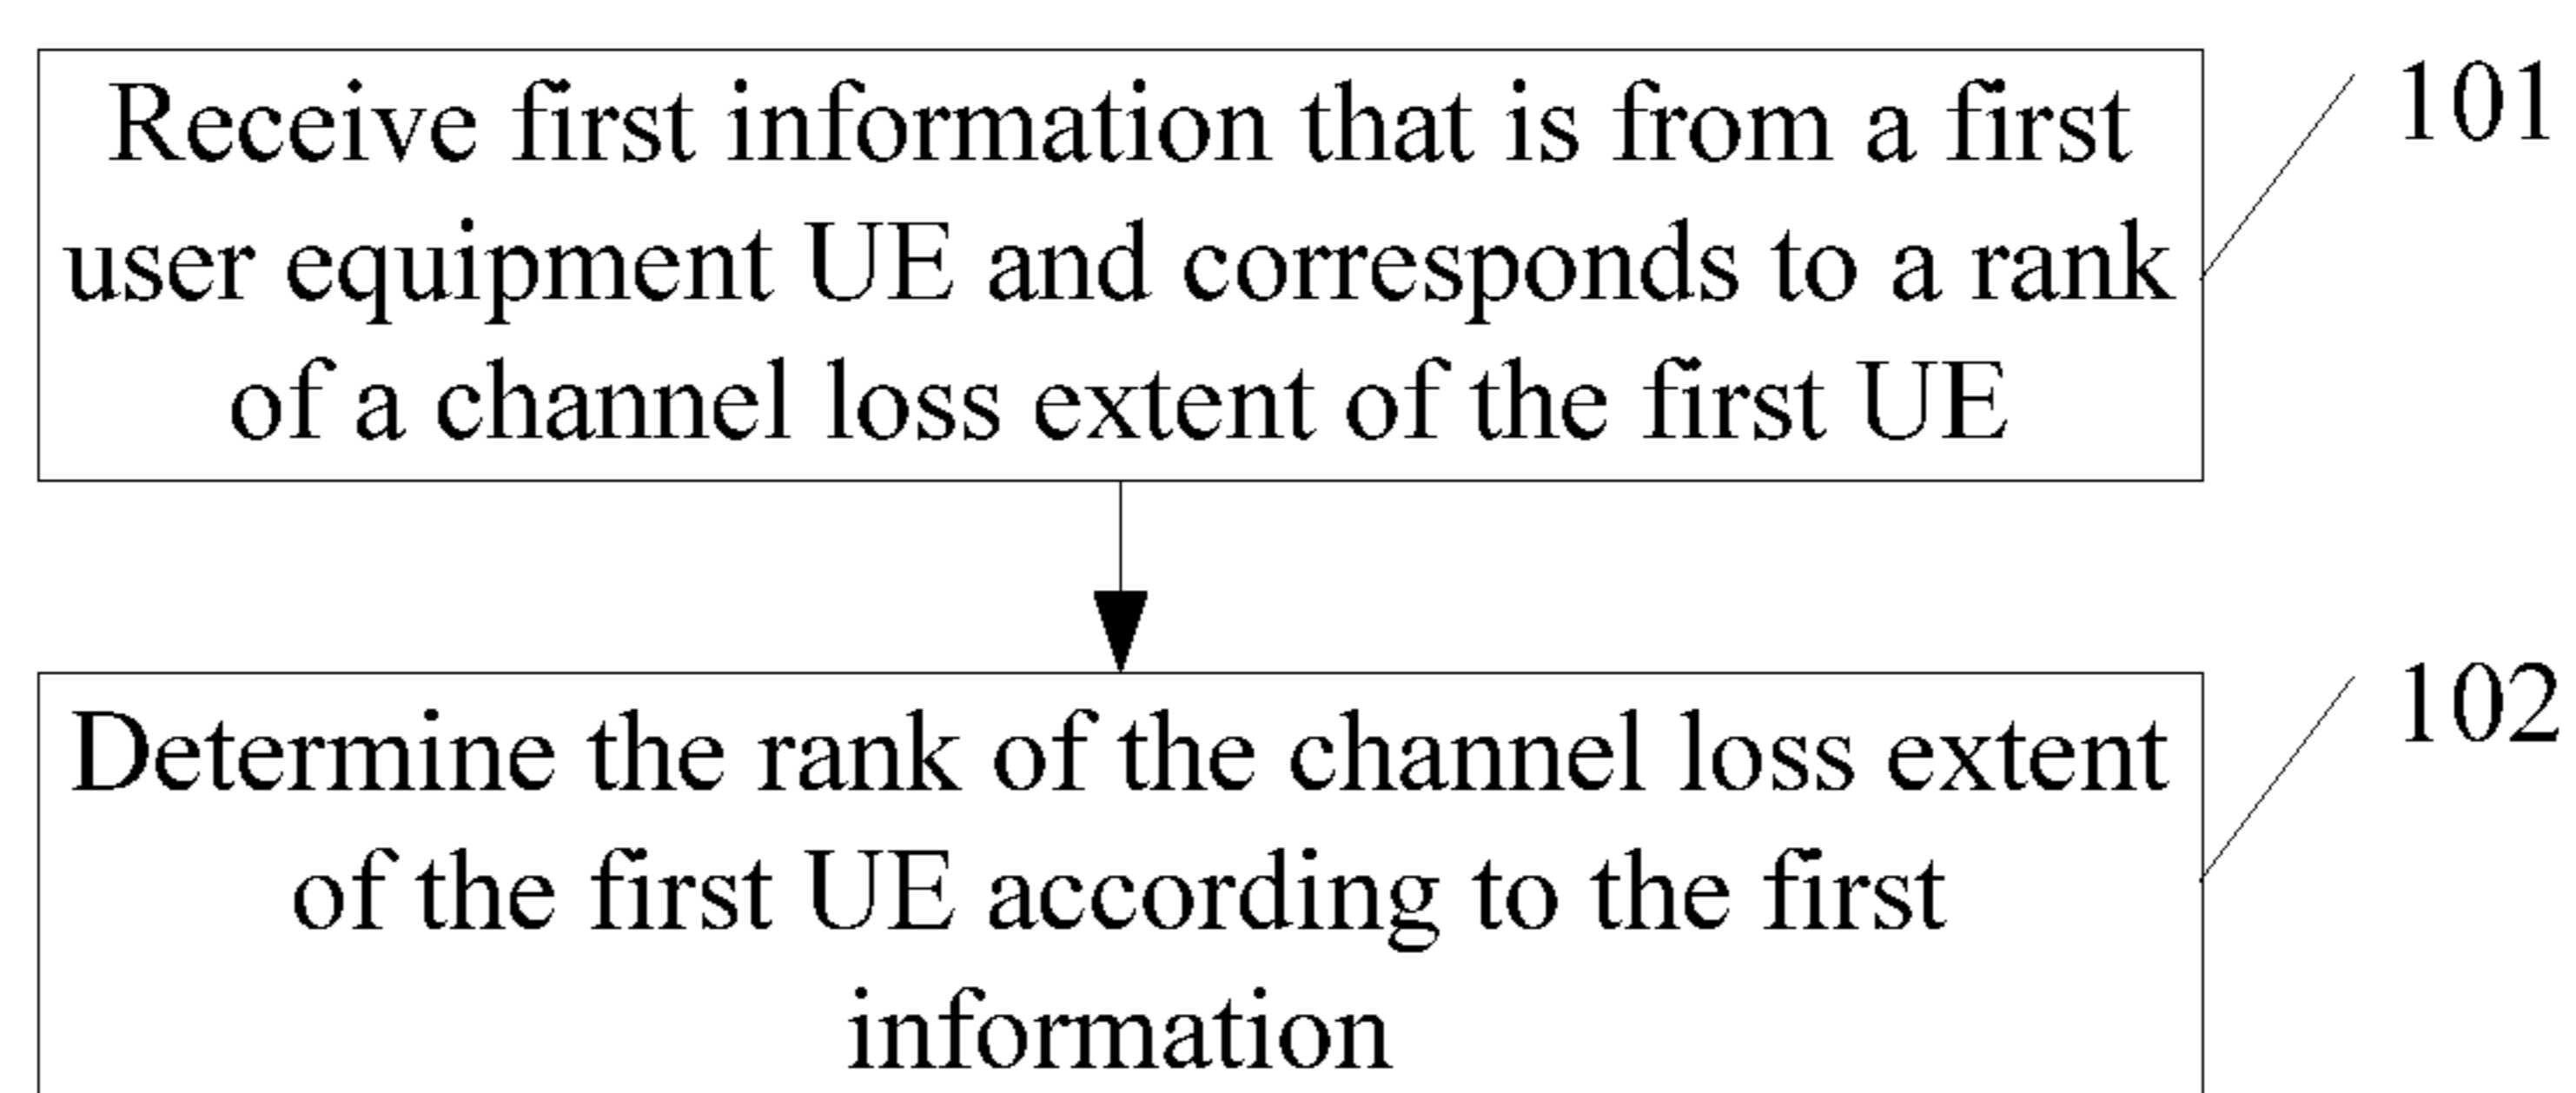 Receive first information that is from a first
101
user equipment UE and corresponds to a rank
of a channel loss extent of the first UE
Determine the rank of the channel loss extent
102
of the first UE according to the first
information